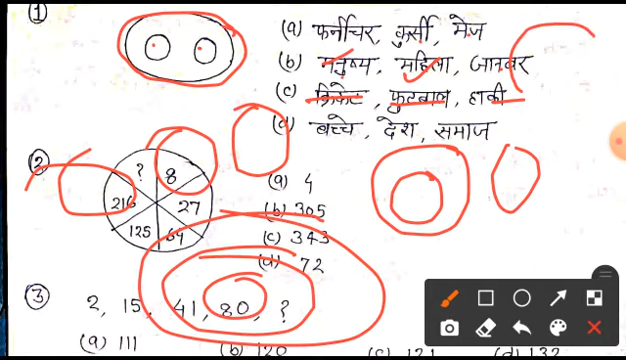 ①
(a) फर्नीचर, कुर्सी, मेज
(b) मनुष्य, महिला, जानवर
(c) क्रिकेट, फुटबाल, हाकी
(d) बच्चे, देश, समाज
②
? 8
216 27
125 64
(a) 4
(b) 305
(c) 343
(d) 72
③ 2, 15, 41, 80, ?
(a) 111 (b) 120 (c) 121 (d) 132